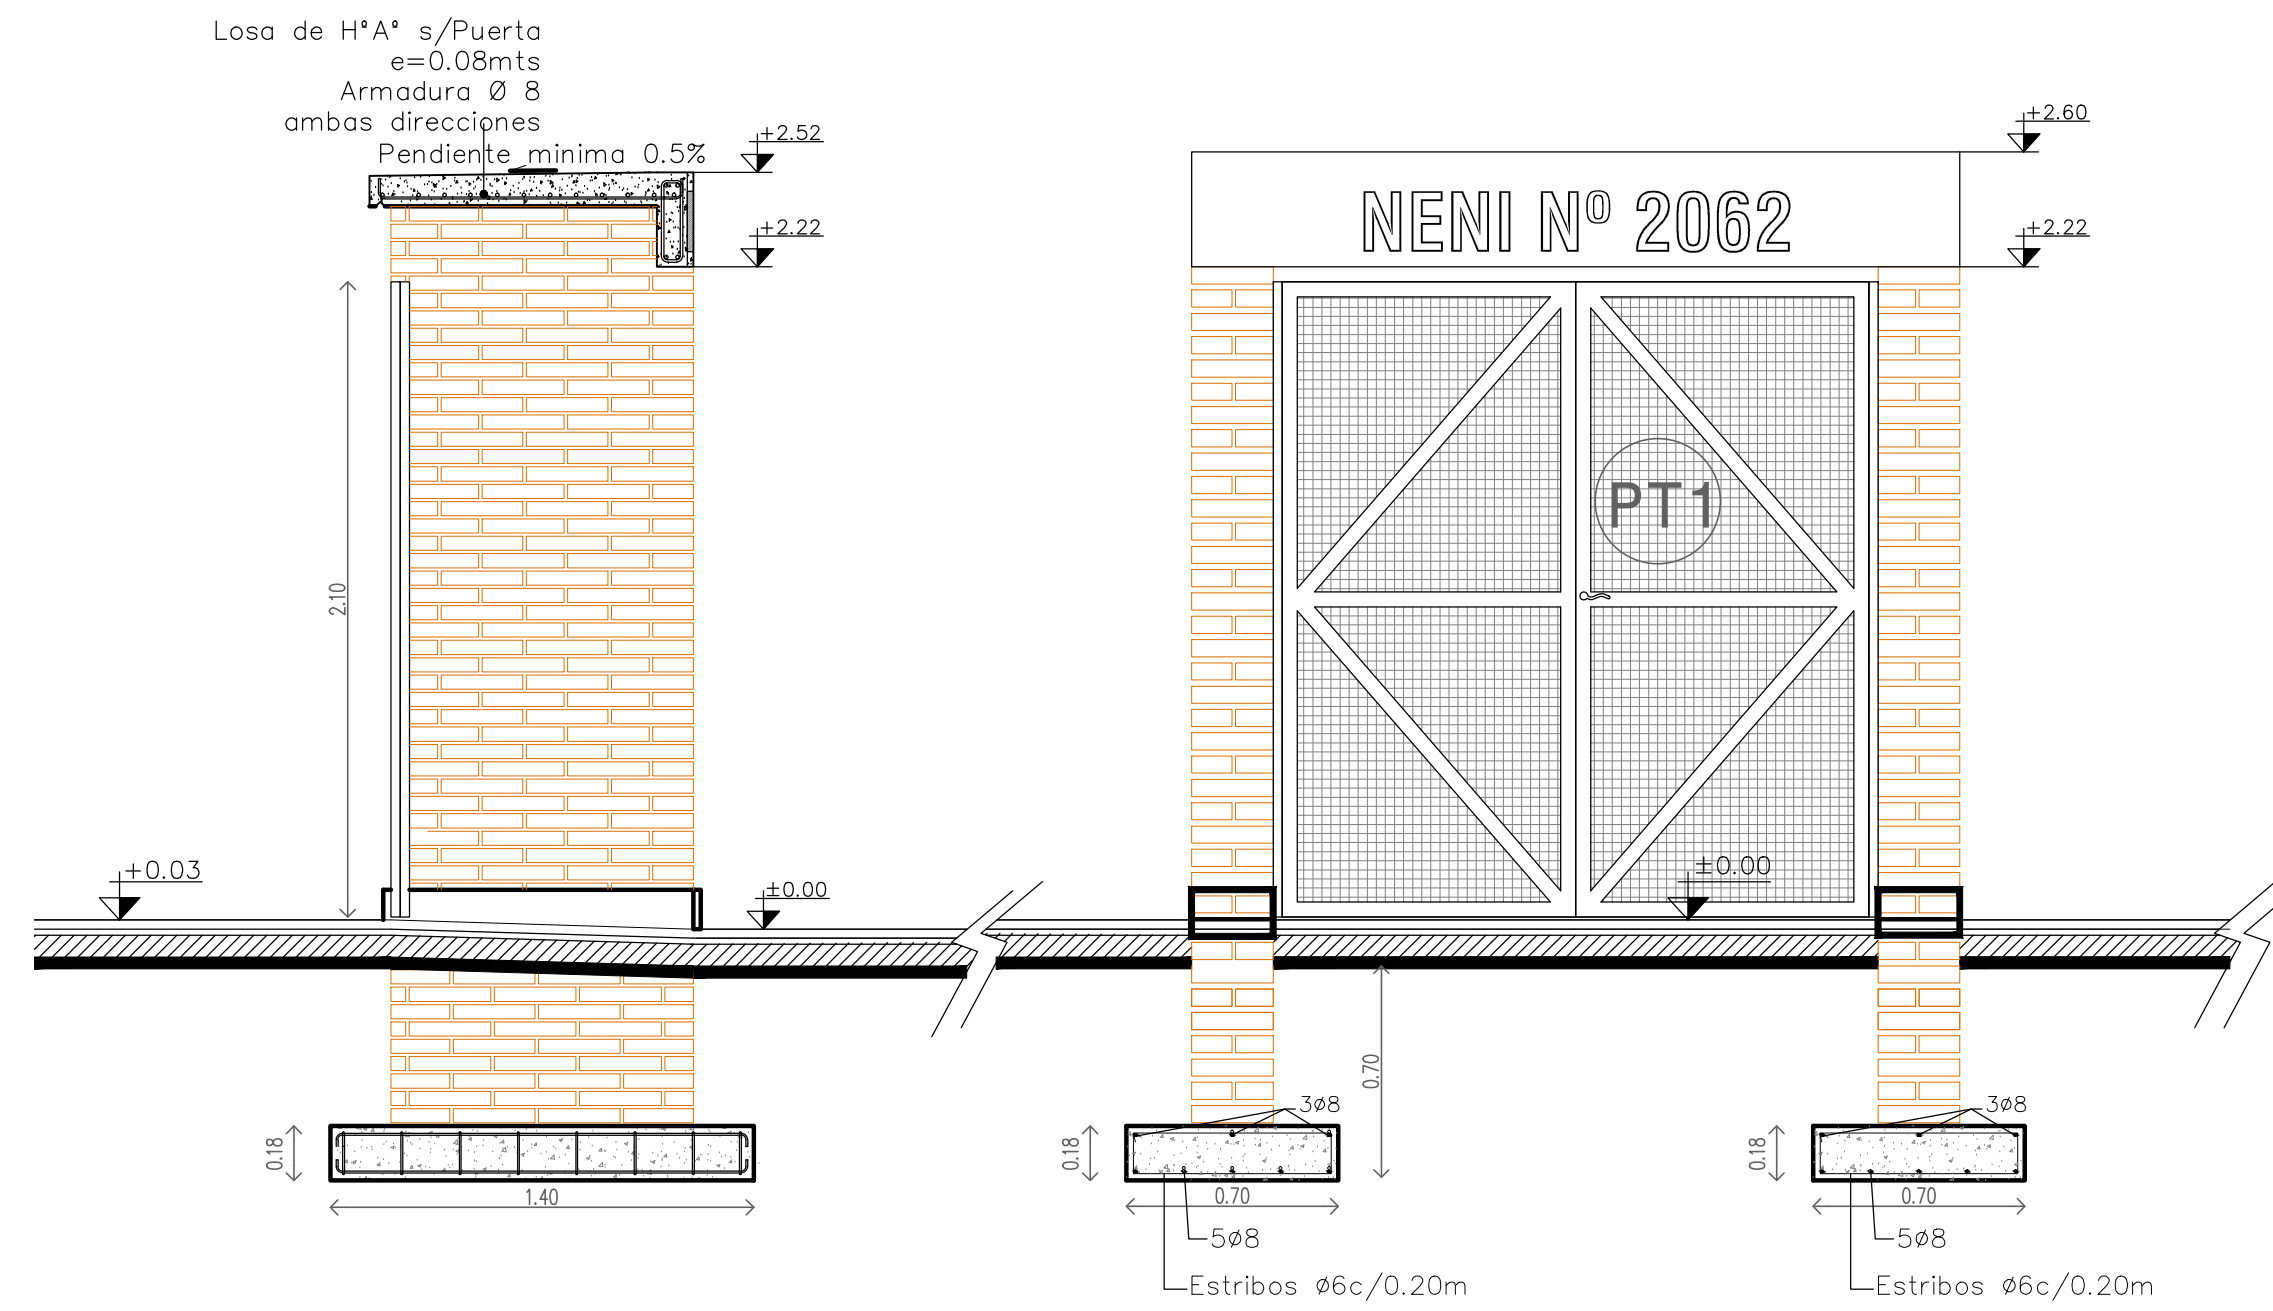 Losa de H°A° s/Puerta
e=0.08mts
Armadura Ø 8
ambas direcciones
Pendiente minima 0.5%
+2.52
+2.22
2.10
+0.03
±0.00
0.18
1.40
+2.60
+2.22
NENI Nº 2062
PT1
±0.00
0.70
3ø8
0.18
0.70
5ø8
Estribos ø6c/0.20m
3ø8
0.18
0.70
5ø8
Estribos ø6c/0.20m